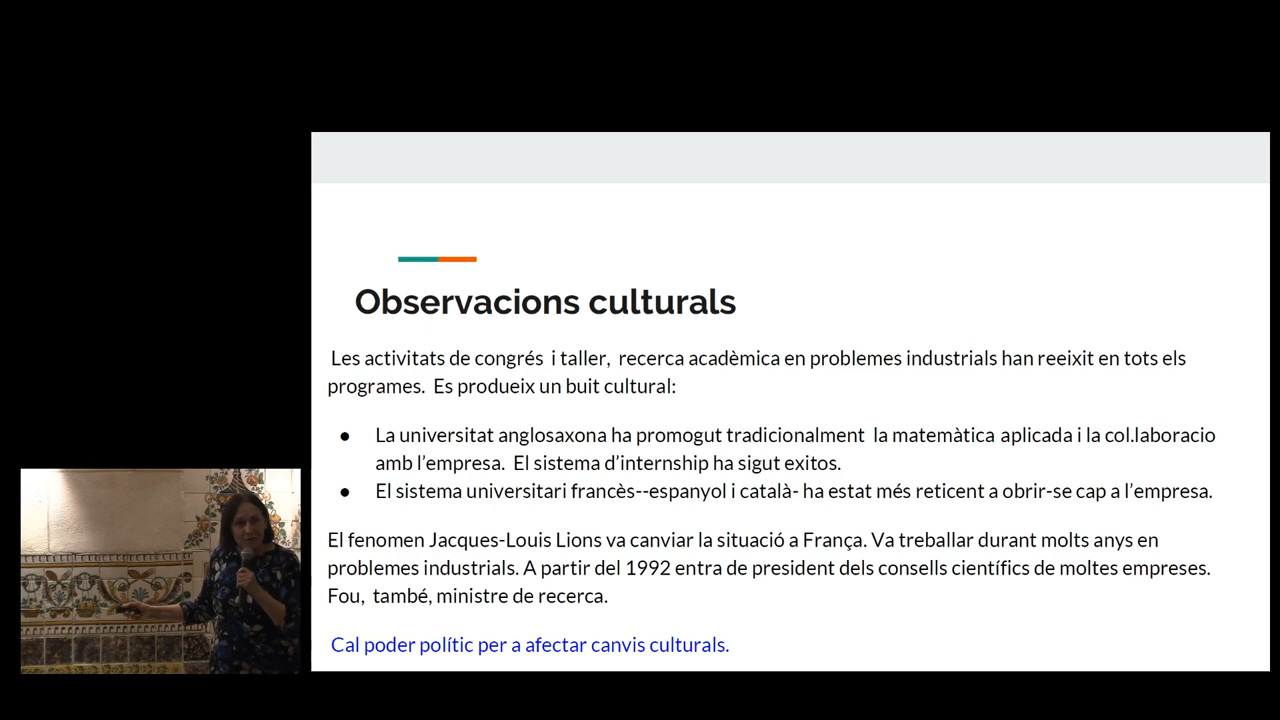 Observacions culturals
Les activitats de congrés i taller, recerca acadèmica en problemes industrials han reeixit en tots els
programes. Es produeix un buit cultural:
● La universitat anglosaxona ha promogut tradicionalment la matemàtica aplicada i la col.laboracio
amb l'empresa. El sistema d'internship ha sigut exitos.
● El sistema universitari francès--espanyol i català- ha estat més reticent a obrir-se cap a l'empresa.
El fenomen Jacques-Louis Lions va canviar la situació a França. Va treballar durant molts anys en
problemes industrials. A partir del 1992 entra de president dels consells científics de moltes empreses.
Fou, també, ministre de recerca.
Cal poder polític per a afectar canvis culturals.